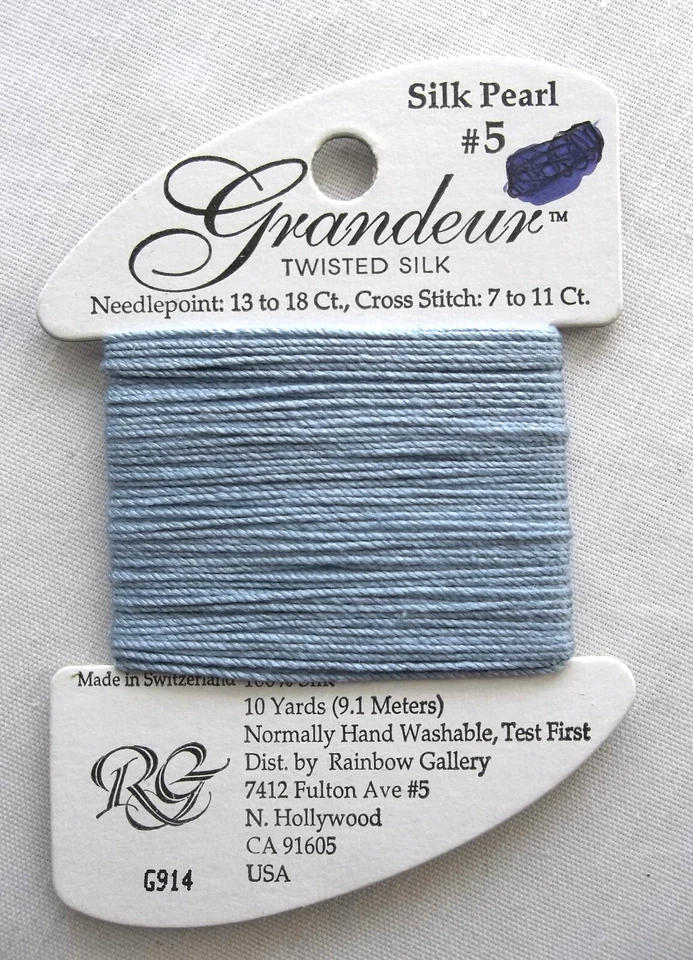 Silk Pearl
#5
Grandeur™
TWISTED SILK
Needlepoint: 13 to 18 Ct., Cross Stitch: 7 to 11 Ct.
Made in Switzerland 100% Silk
10 Yards (9.1 Meters)
Normally Hand Washable, Test First
Dist. by Rainbow Gallery
7412 Fulton Ave #5
N. Hollywood
CA 91605
USA
RG
G914